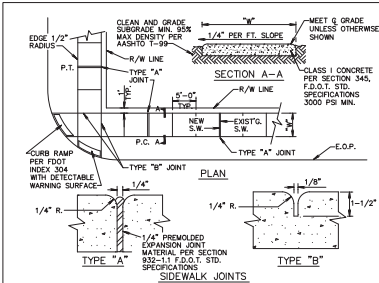 CLEAN AND GRADE
SUBGRADE MIN. 95%
MAX DENSITY PER
AASHTO T-99
"W"
1/4" PER FT. SLOPE
MEET ℄ GRADE
UNLESS OTHERWISE
SHOWN
SECTION A-A
CLASS I CONCRETE
PER SECTION 345,
F.D.O.T. STD.
SPECIFICATIONS
3000 PSI MIN.
EDGE 1/2"
RADIUS
P.T.
R/W LINE
TYPE "A"
JOINT
1'
TYP.
A
5'-0"
TYP.
R/W LINE
NEW
S.W.
EXIST'G.
S.W.
"W"
A
P.C.
TYPE "B" JOINT
TYPE "A" JOINT
CURB RAMP
PER FDOT
INDEX 304
WITH DETECTABLE
WARNING SURFACE
E.O.P.
PLAN
1/4"
1/4" R.
1/4" PREMOLDED
EXPANSION JOINT
MATERIAL PER SECTION
932-1.1 F.D.O.T. STD.
SPECIFICATIONS
TYPE "A"
1/8"
1/4" R.
1-1/2"
TYPE "B"
SIDEWALK JOINTS